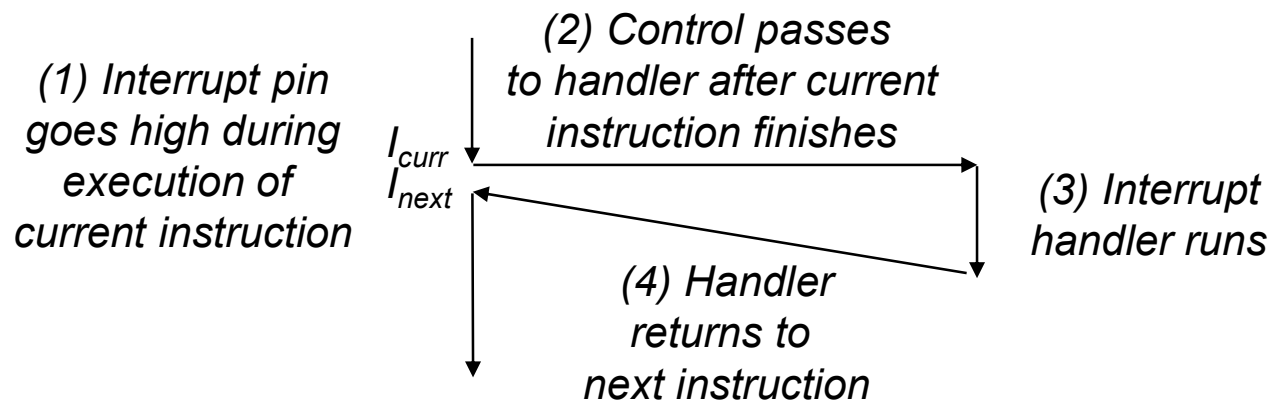 (1) Interrupt pin
goes high during
execution of
current instruction
I_curr
I_next
(2) Control passes
to handler after current
instruction finishes
(3) Interrupt
handler runs
(4) Handler
returns to
next instruction